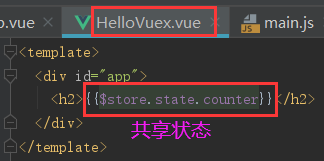 o.vue HelloVuex.vue main.js
<template>
<div id="app">
<h2>{{$store.state.counter}}</h2>
共享状态
</div>
</template>